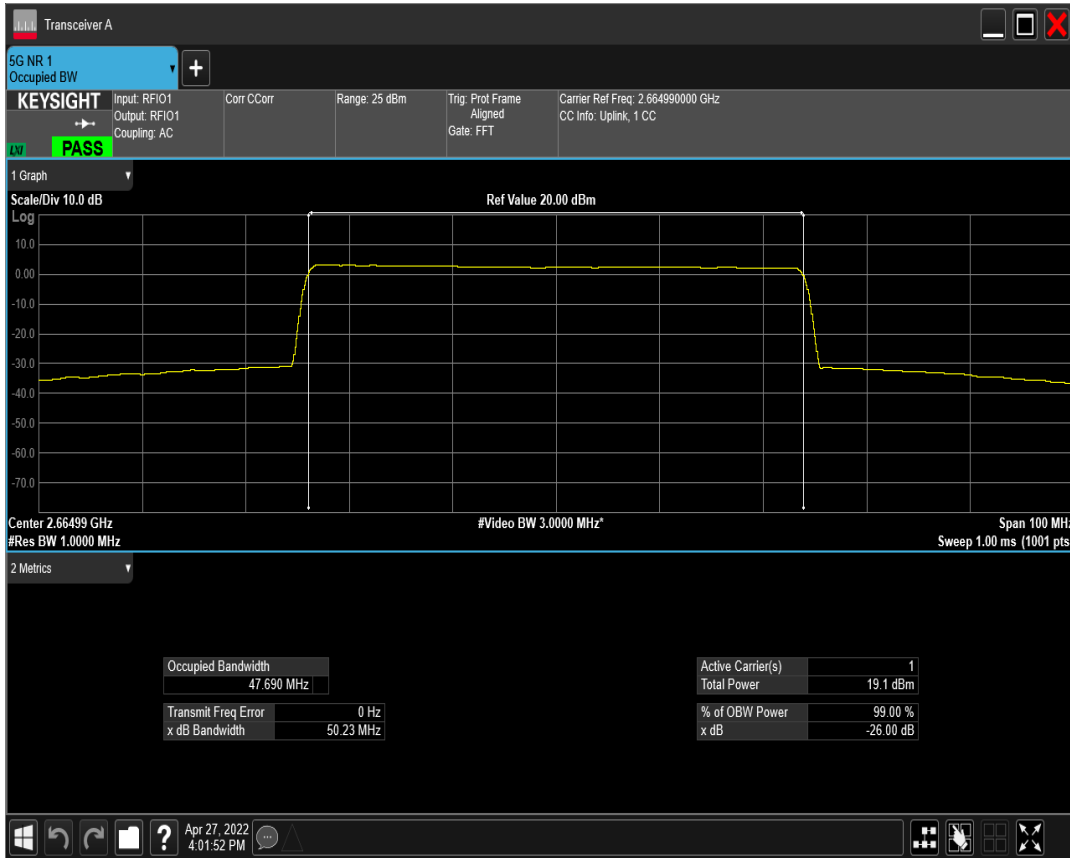 Transceiver A
5G NR 1
Occupied BW
+
KEYSIGHT
Input: RFIO1
Output: RFIO1
Coupling: AC
Corr CCorr
Range: 25 dBm
Trig: Prot Frame
Aligned
Gate: FFT
Carrier Ref Freq: 2.664990000 GHz
CC Info: Uplink, 1 CC
LXI
PASS
1 Graph
Scale/Div 10.0 dB
Ref Value 20.00 dBm
Log
10.0
0.00
-10.0
-20.0
-30.0
-40.0
-50.0
-60.0
-70.0
Center 2.66499 GHz
#Video BW 3.0000 MHz*
Span 100 MHz
#Res BW 1.0000 MHz
Sweep 1.00 ms (1001 pts
2 Metrics
Occupied Bandwidth
47.690 MHz
Transmit Freq Error 0 Hz
x dB Bandwidth 50.23 MHz
Active Carrier(s) 1
Total Power 19.1 dBm
% of OBW Power 99.00 %
x dB -26.00 dB
?
Apr 27, 2022
4:01:52 PM